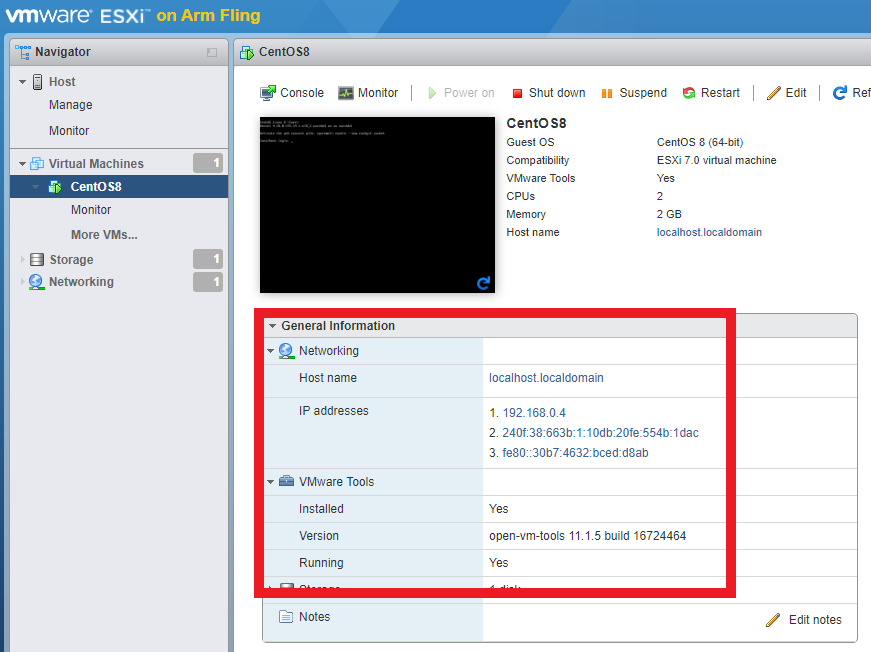 vmware ESXi™ on Arm Fling
Navigator
CentOS8
Host
Manage
Monitor
Virtual Machines 1
CentOS8
Monitor
More VMs...
Storage 1
Networking 1
Console Monitor Power on Shut down Suspend Restart Edit Ref
CentOS8
Guest OS CentOS 8 (64-bit)
Compatibility ESXi 7.0 virtual machine
VMware Tools Yes
CPUs 2
Memory 2 GB
Host name localhost.localdomain
General Information
Networking
Host name localhost.localdomain
IP addresses 1. 192.168.0.4
2. 240f:38:663b:1:10db:20fe:554b:1dac
3. fe80::30b7:4632:bced:d8ab
VMware Tools
Installed Yes
Version open-vm-tools 11.1.5 build 16724464
Running Yes
Storage 1 disk
Notes Edit notes